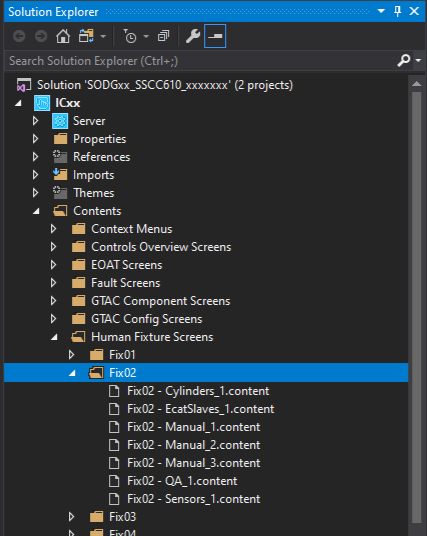 Solution Explorer
Search Solution Explorer (Ctrl+;)
Solution 'SODGxx_SSCC610_xxxxxxx' (2 projects)
ICxx
Server
Properties
References
Imports
Themes
Contents
Context Menus
Controls Overview Screens
EOAT Screens
Fault Screens
GTAC Component Screens
GTAC Config Screens
Human Fixture Screens
Fix01
Fix02
Fix02 - Cylinders_1.content
Fix02 - EcatSlaves_1.content
Fix02 - Manual_1.content
Fix02 - Manual_2.content
Fix02 - Manual_3.content
Fix02 - QA_1.content
Fix02 - Sensors_1.content
Fix03
Fix04